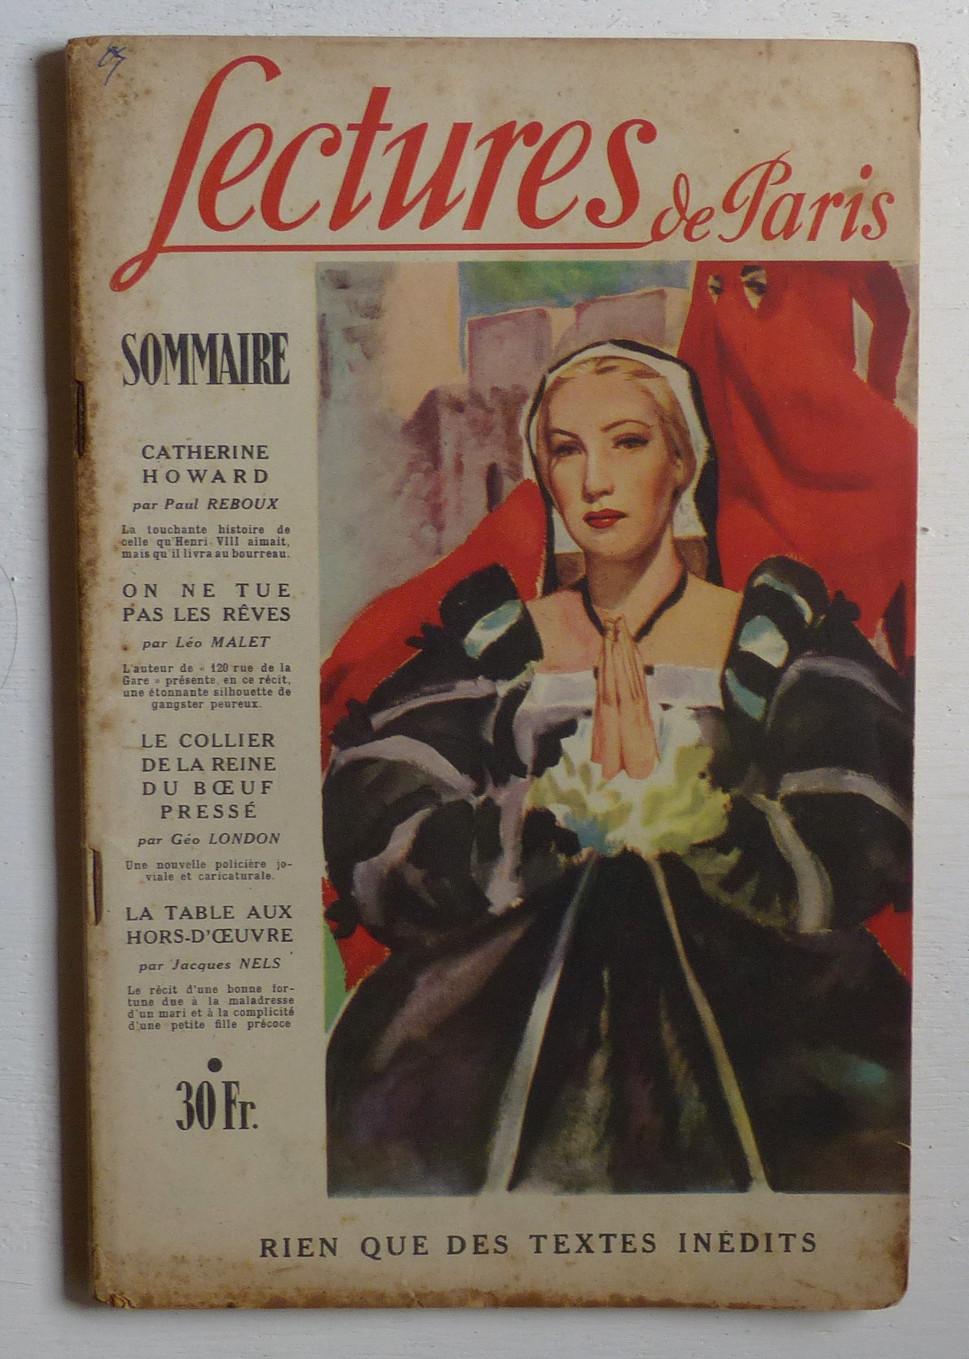 Lectures
de Paris
SOMMAIRE
CATHERINE
HOWARD
par Paul REBOUX
La touchante histoire de
celle qu'Henri VIII aimait,
mais qu'il livra au bourreau.
ON NE TUE
PAS LES RÊVES
par Léo MALET
L'auteur de « 120 rue de la
Gare » présente, en ce récit,
une étonnante silhouette de
gangster peureux.
LE COLLIER
DE LA REINE
DU BŒUF
PRESSÉ
par Géo LONDON
Une nouvelle policière jo-
viale et caricaturale.
LA TABLE AUX
HORS-D'ŒUVRE
par Jacques NELS
Le récit d'une bonne for-
tune due à la maladresse
d'un mari et à la complicité
d'une petite fille précoce
30 Fr.
RIEN QUE DES TEXTES INÉDITS